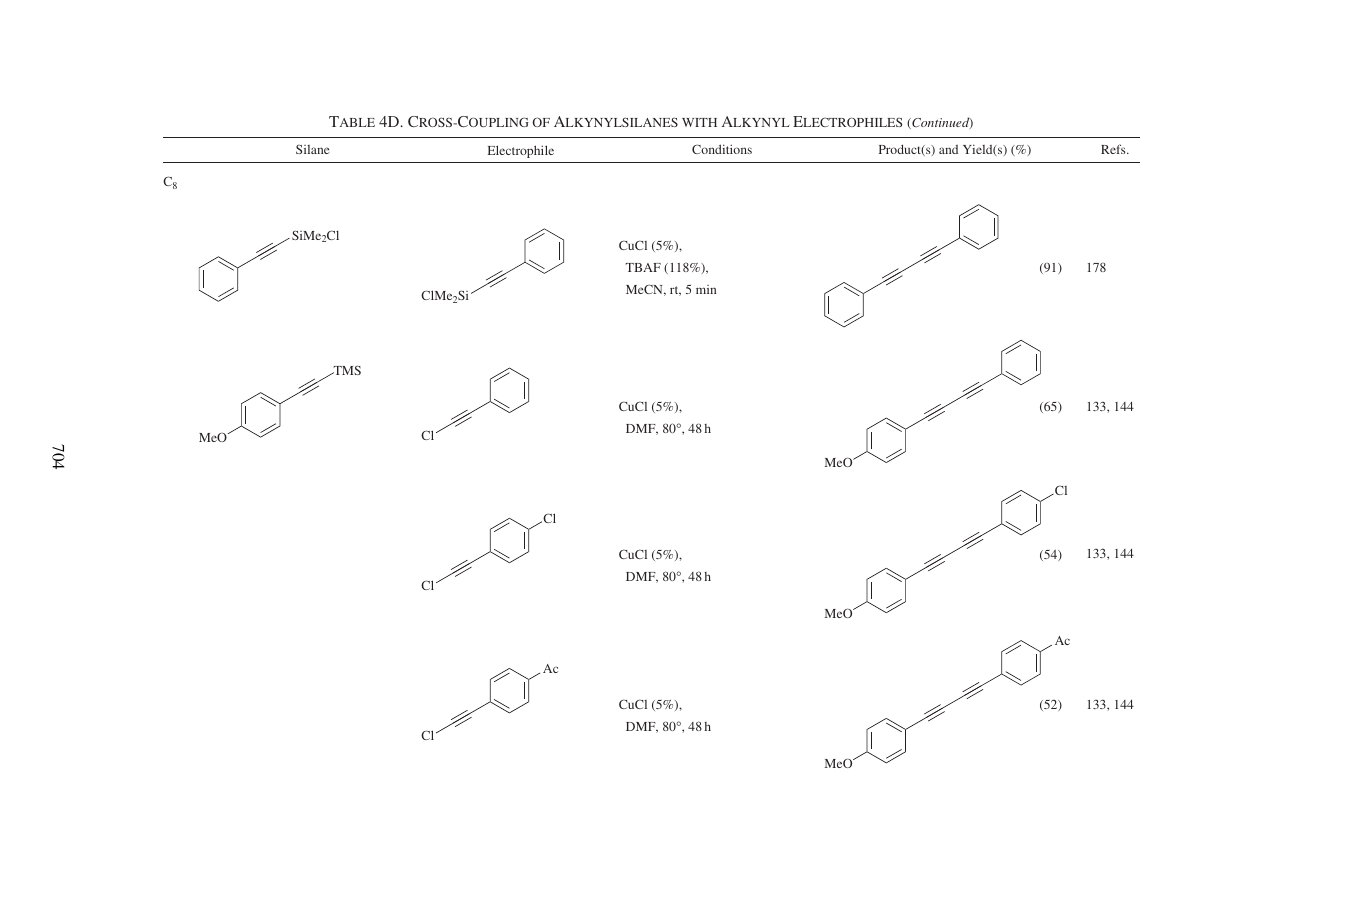 TABLE 4D. CROSS-COUPLING OF ALKYNYLSILANES WITH ALKYNYL ELECTROPHILES (Continued)
Silane Electrophile Conditions Product(s) and Yield(s) (%) Refs.
C8
SiMe2Cl
ClMe2Si
CuCl (5%),
TBAF (118%),
MeCN, rt, 5 min
(91) 178
TMS
MeO
Cl
CuCl (5%),
DMF, 80°, 48 h
MeO
(65) 133, 144
Cl
Cl
CuCl (5%),
DMF, 80°, 48 h
Cl
MeO
(54) 133, 144
Ac
Cl
CuCl (5%),
DMF, 80°, 48 h
Ac
MeO
(52) 133, 144
704